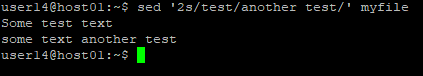 user14@host01:~$ sed '2s/test/another test/' myfile
Some test text
some text another test
user14@host01:~$